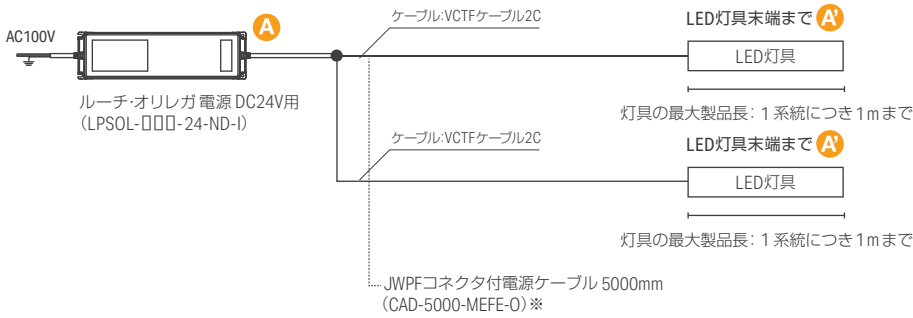 ケーブル:VCTFケーブル2C
LED灯具末端まで A'
AC100V
A
LED灯具
ルーチ・オリレガ 電源 DC24V用
(LPSOL-▯▯▯-24-ND-I)
灯具の最大製品長：1系統につき1mまで
ケーブル:VCTFケーブル2C
LED灯具末端まで A'
LED灯具
灯具の最大製品長：1系統につき1mまで
JWPFコネクタ付電源ケーブル 5000mm
(CAD-5000-MEFE-O)※